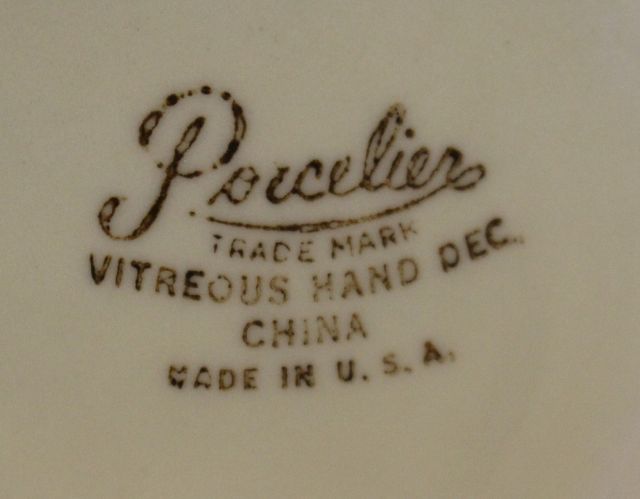 Porcelier
TRADE MARK
VITREOUS HAND DEC.
CHINA
MADE IN U.S.A.